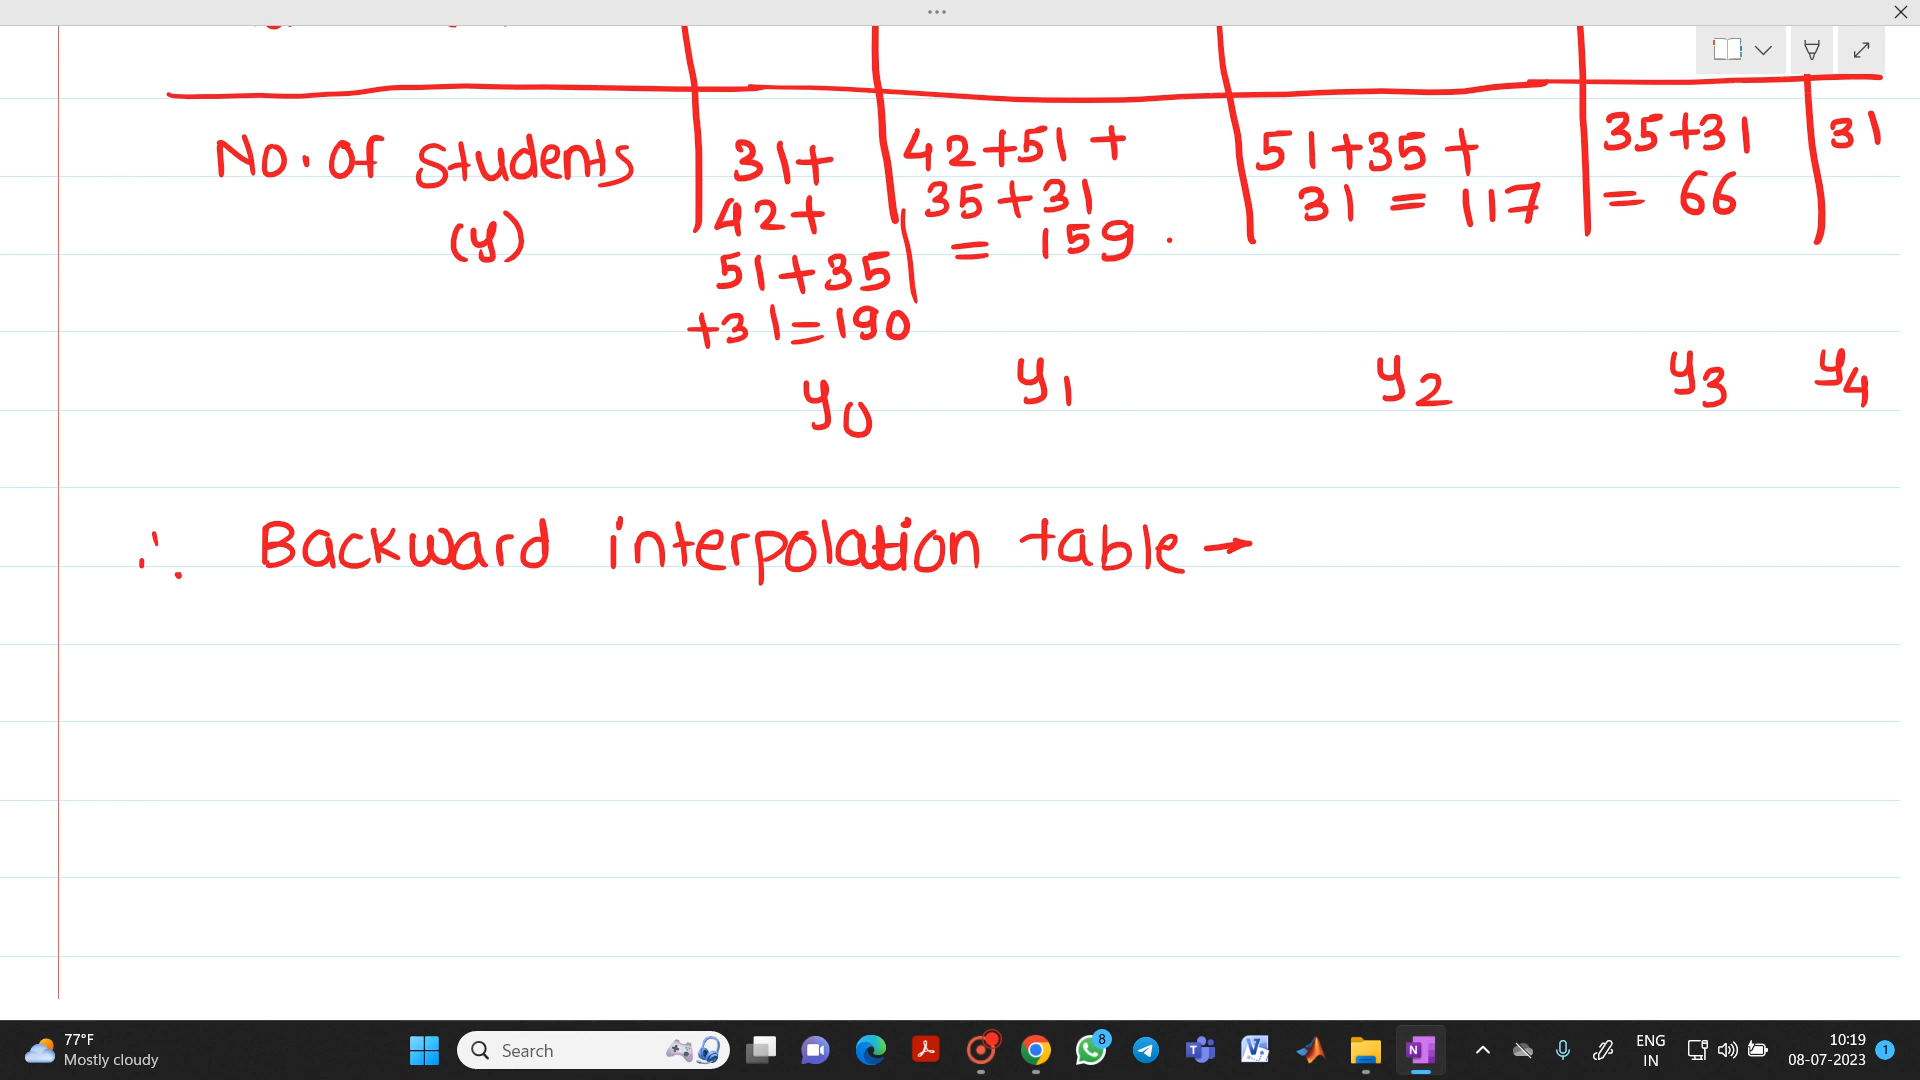 No. of students
(y)
31+
42+
51+35
+31=190
42+51+
35+31
= 159.
51+35+
31 = 117
35+31
= 66
31
y0
y1
y2
y3
y4
∴ Backward interpolation table →
77°F
Mostly cloudy
Search
8
ENG
IN
10:19
08-07-2023
1